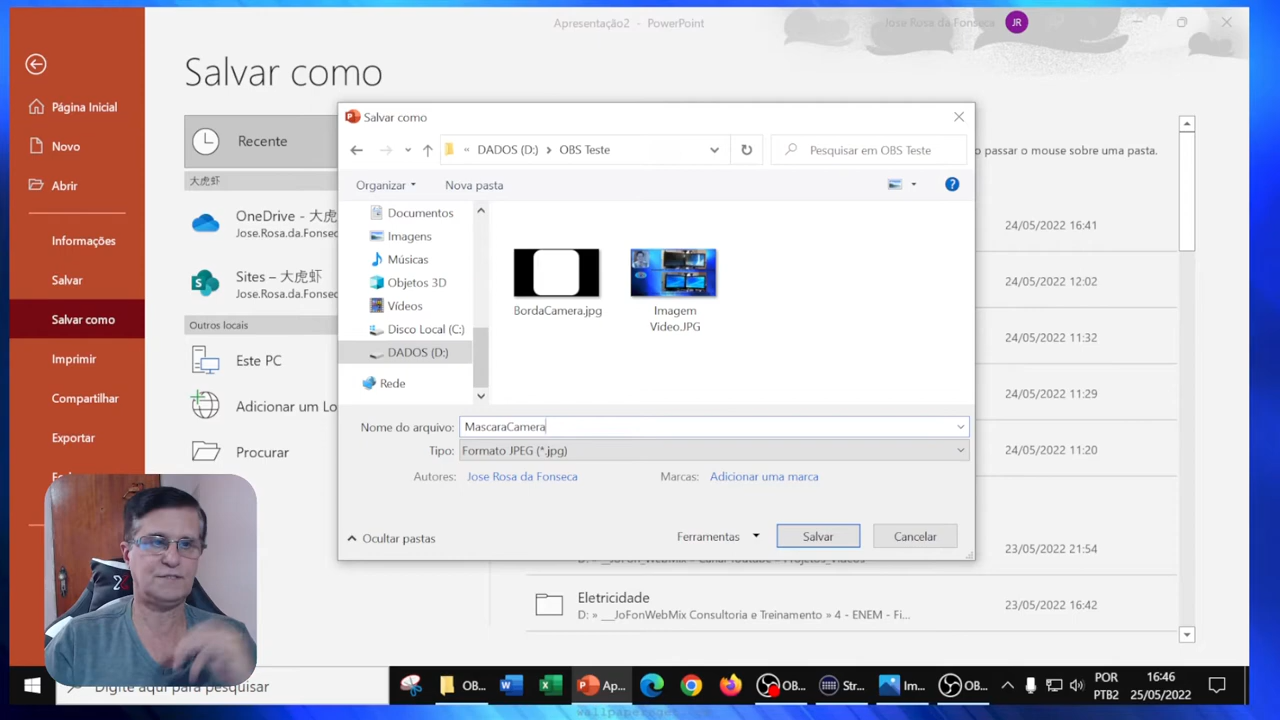 Apresentação2 - PowerPoint
Jose Rosa da Fonseca
JR
Salvar como
Página Inicial
Novo
Abrir
Informações
Salvar
Salvar como
Imprimir
Compartilhar
Exportar
Recente
大虎虾
OneDrive - 大虎虾
Jose.Rosa.da.Fonsec
Sites – 大虎虾
Jose.Rosa.da.Fonsec
Outros locais
Este PC
Adicionar um Lo
Procurar
Salvar como
« DADOS (D:) > OBS Teste
Pesquisar em OBS Teste
Organizar
Nova pasta
Documentos
Imagens
Músicas
Objetos 3D
Vídeos
Disco Local (C:)
DADOS (D:)
Rede
BordaCamera.jpg
Imagem
Video.JPG
Nome do arquivo: MascaraCamera
Tipo: Formato JPEG (*.jpg)
Autores: Jose Rosa da Fonseca
Marcas: Adicionar uma marca
Ocultar pastas
Ferramentas
Salvar
Cancelar
o passar o mouse sobre uma pasta.
24/05/2022 16:41
24/05/2022 12:02
24/05/2022 11:32
24/05/2022 11:29
24/05/2022 11:20
23/05/2022 21:54
D: » __JoFon_WebMix » Canal Youtube » Projetos_Videos
Eletricidade
D: » __JoFonWebMix Consultoria e Treinamento » 4 - ENEM - Fi...
23/05/2022 16:42
Digite aqui para pesquisar
OB...
Ap...
OB...
Str...
Im...
OB...
POR
PTB2
16:46
25/05/2022